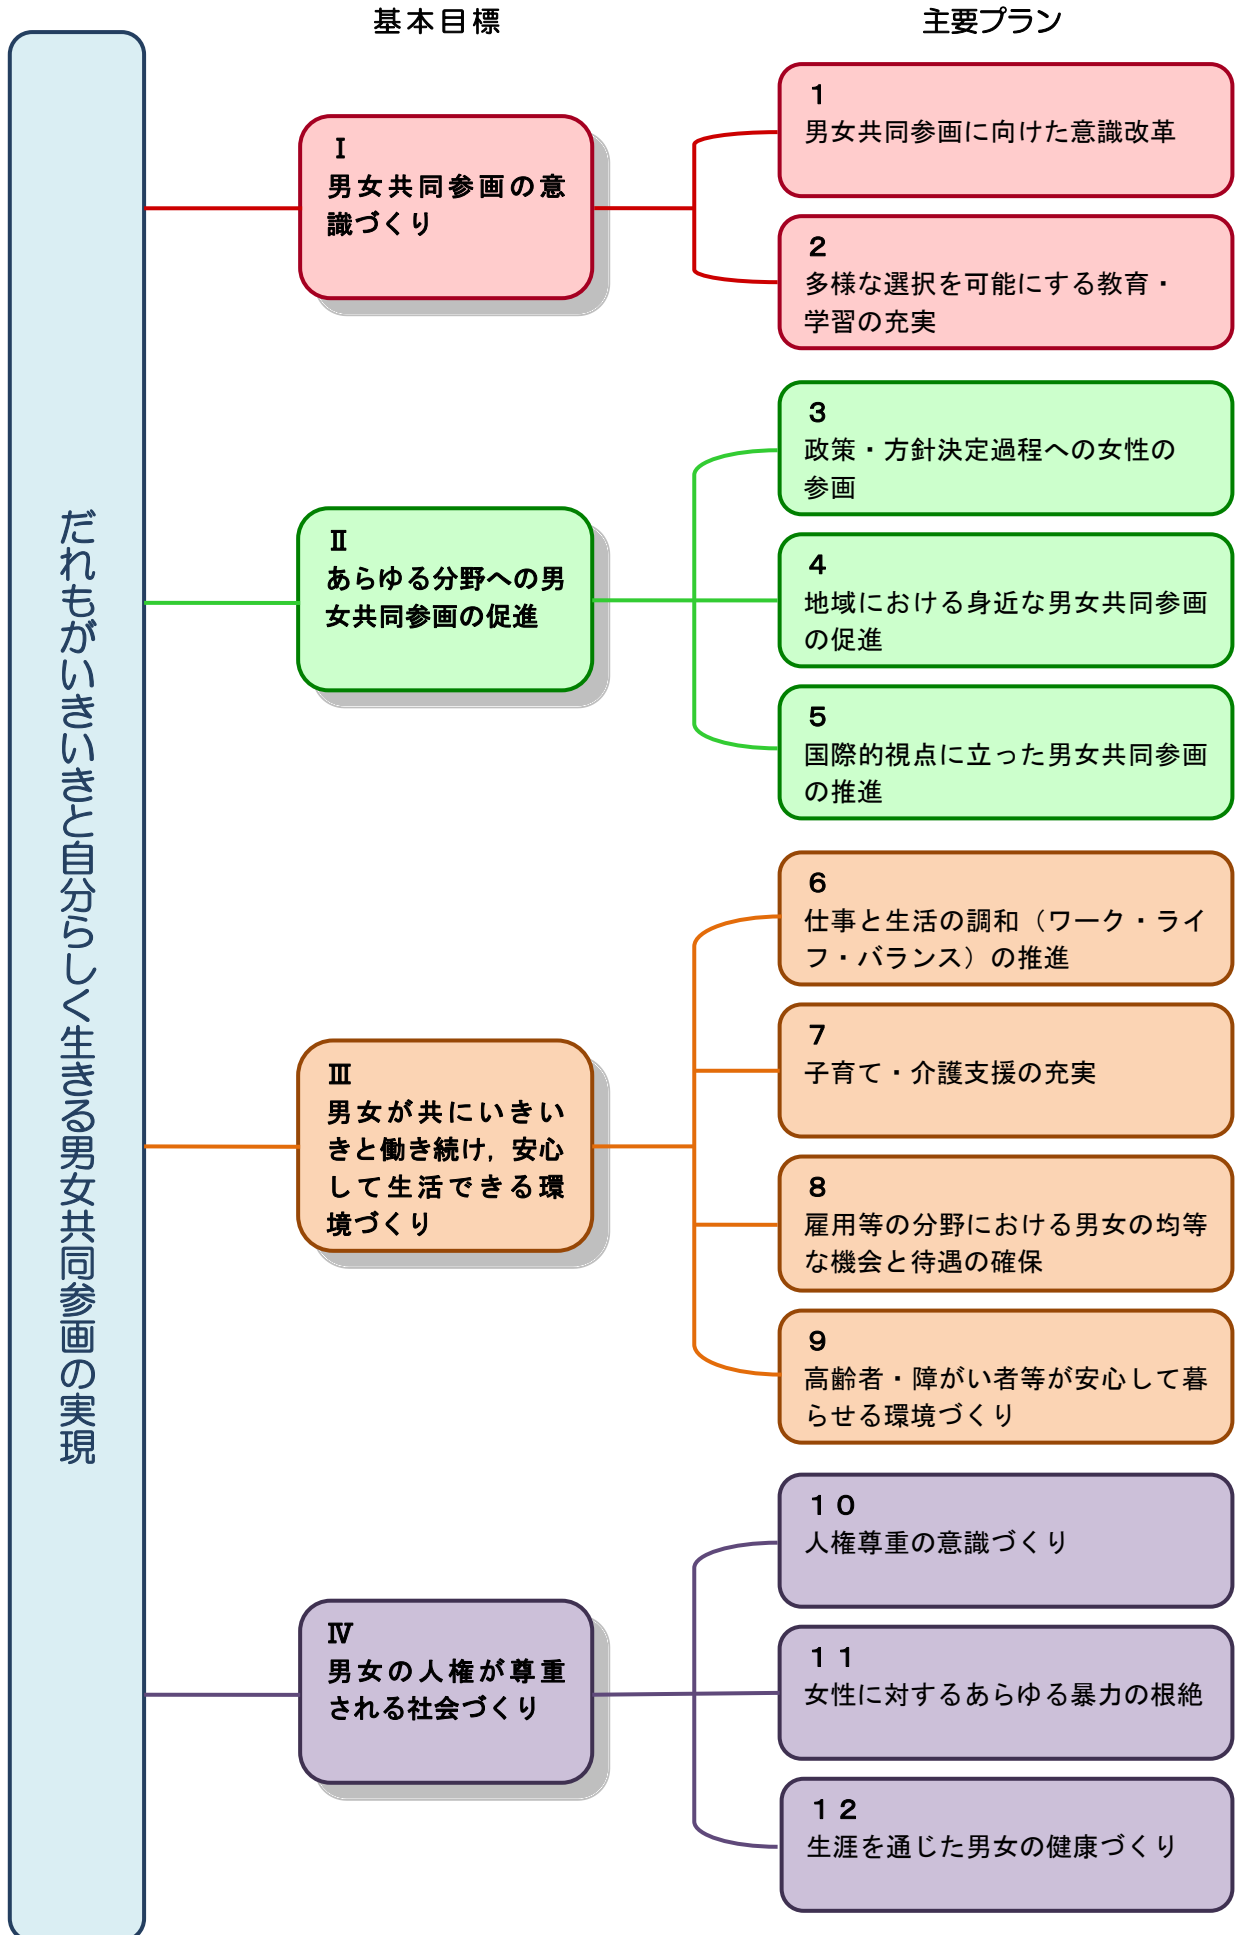 基本目標
主要プラン
だれもがいきいきと自分らしく生きる男女共同参画の実現
Ⅰ
男女共同参画の意
識づくり
1
男女共同参画に向けた意識改革
2
多様な選択を可能にする教育・
学習の充実
Ⅱ
あらゆる分野への男
女共同参画の促進
3
政策・方針決定過程への女性の
参画
4
地域における身近な男女共同参画
の促進
5
国際的視点に立った男女共同参画
の推進
Ⅲ
男女が共にいきい
きと働き続け，安心
して生活できる環
境づくり
6
仕事と生活の調和（ワーク・ライ
フ・バランス）の推進
7
子育て・介護支援の充実
8
雇用等の分野における男女の均等
な機会と待遇の確保
9
高齢者・障がい者等が安心して暮
らせる環境づくり
Ⅳ
男女の人権が尊重
される社会づくり
１０
人権尊重の意識づくり
１１
女性に対するあらゆる暴力の根絶
１２
生涯を通じた男女の健康づくり